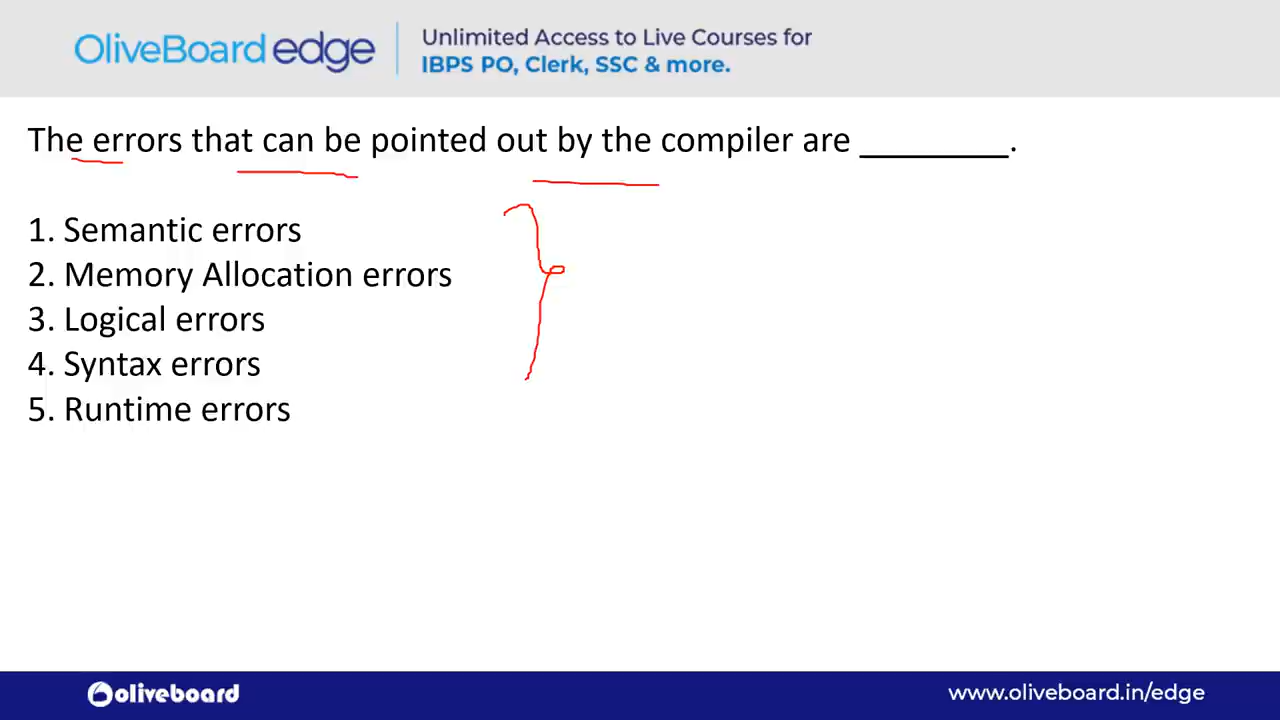 OliveBoard edge
Unlimited Access to Live Courses for
IBPS PO, Clerk, SSC & more.
The errors that can be pointed out by the compiler are ________.
1. Semantic errors
2. Memory Allocation errors
3. Logical errors
4. Syntax errors
5. Runtime errors
oliveboard
www.oliveboard.in/edge